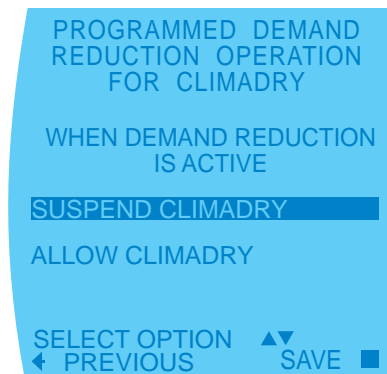 PROGRAMMED DEMAND
REDUCTION OPERATION
FOR CLIMADRY
WHEN DEMAND REDUCTION
IS ACTIVE
SUSPEND CLIMADRY
ALLOW CLIMADRY
SELECT OPTION ▲▼
PREVIOUS SAVE ■